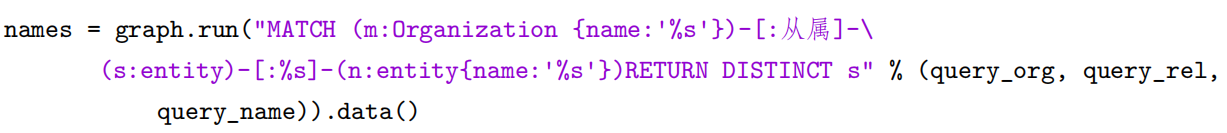 names = graph.run("MATCH (m:Organization {name:'%s'})-[:从属]-\
(s:entity)-[:%s]-(n:entity{name:'%s'})RETURN DISTINCT s" % (query_org, query_rel,
query_name)).data()